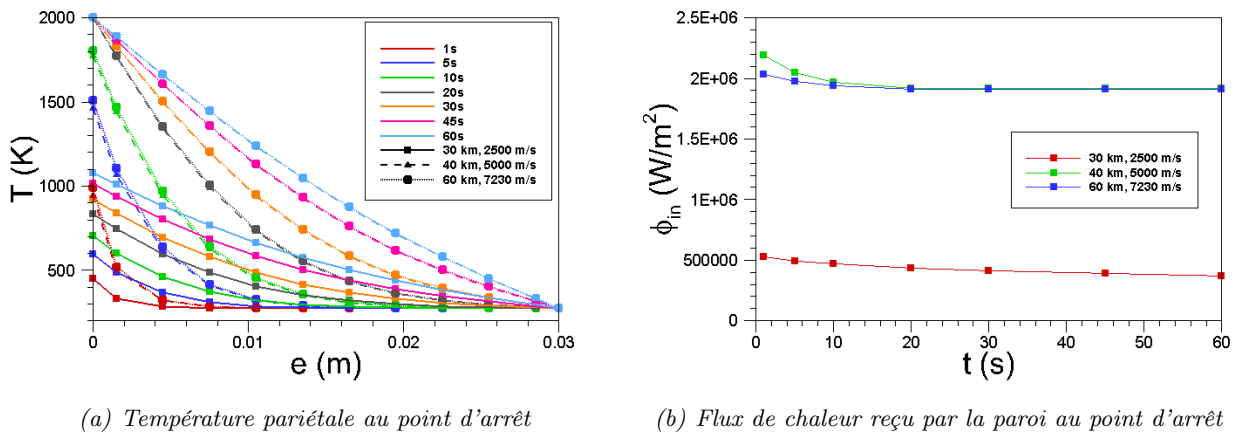 2000
1500
1000
500
T (K)
0
0.01
0.02
0.03
e (m)
1s
5s
10s
20s
30s
45s
60s
30 km, 2500 m/s
40 km, 5000 m/s
60 km, 7230 m/s
(a) Température pariétale au point d'arrêt
2.5E+06
2E+06
1.5E+06
1E+06
500000
0
ϕin (W/m²)
0
10
20
30
40
50
60
t (s)
30 km, 2500 m/s
40 km, 5000 m/s
60 km, 7230 m/s
(b) Flux de chaleur reçu par la paroi au point d'arrêt